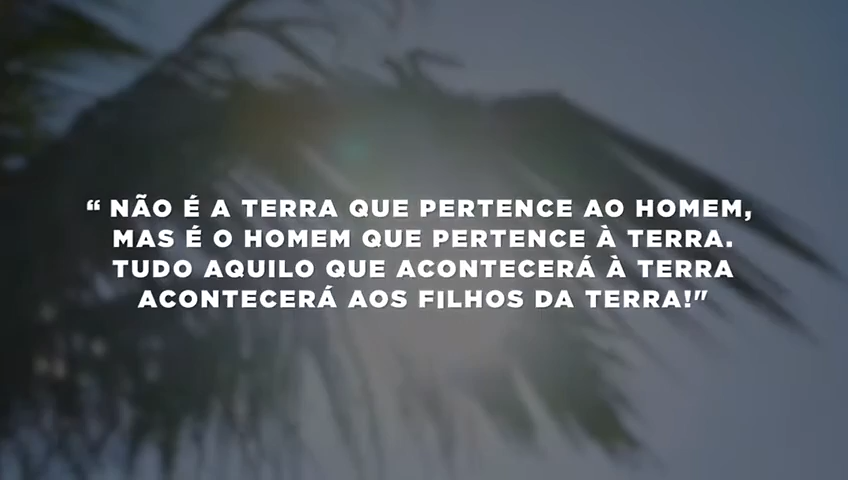 “ NÃO É A TERRA QUE PERTENCE AO HOMEM,
MAS É O HOMEM QUE PERTENCE À TERRA.
TUDO AQUILO QUE ACONTECERÁ À TERRA
ACONTECERÁ AOS FILHOS DA TERRA!"